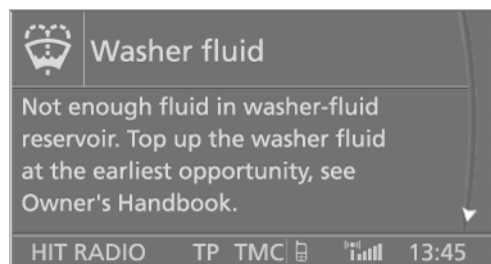 Washer fluid
Not enough fluid in washer-fluid
reservoir. Top up the washer fluid
at the earliest opportunity, see
Owner's Handbook.
HIT RADIO TP TMC 13:45